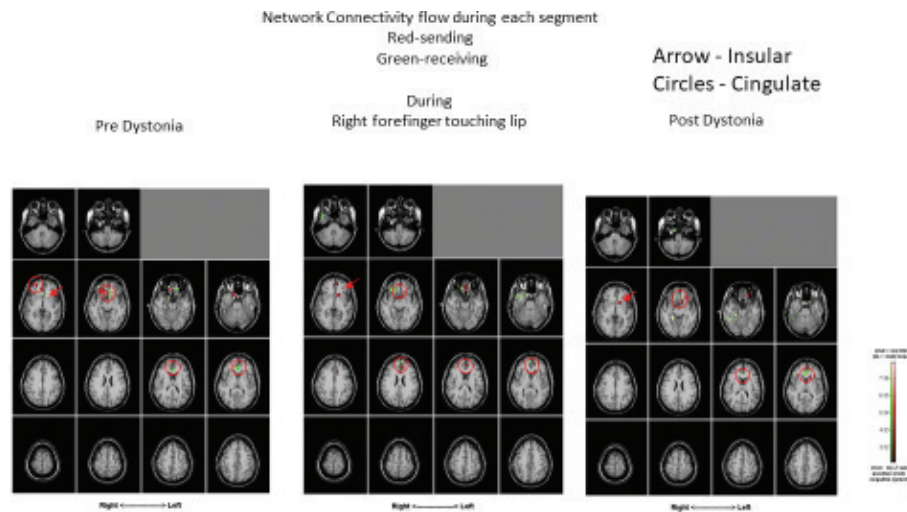 Network Connectivity flow during each segment
Red-sending
Green-receiving
Arrow - Insular
Circles - Cingulate
During
Right forefinger touching lip
Pre Dystonia
Post Dystonia
Right <-------> Left
Right <-------> Left
Right <-------> Left